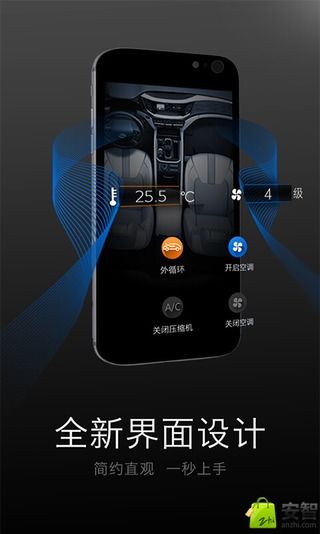 25.5 ℃
4 级
外循环
开启空调
A/C
关闭压缩机
关闭空调
全新界面设计
简约直观 一秒上手
安智
anzhi.com